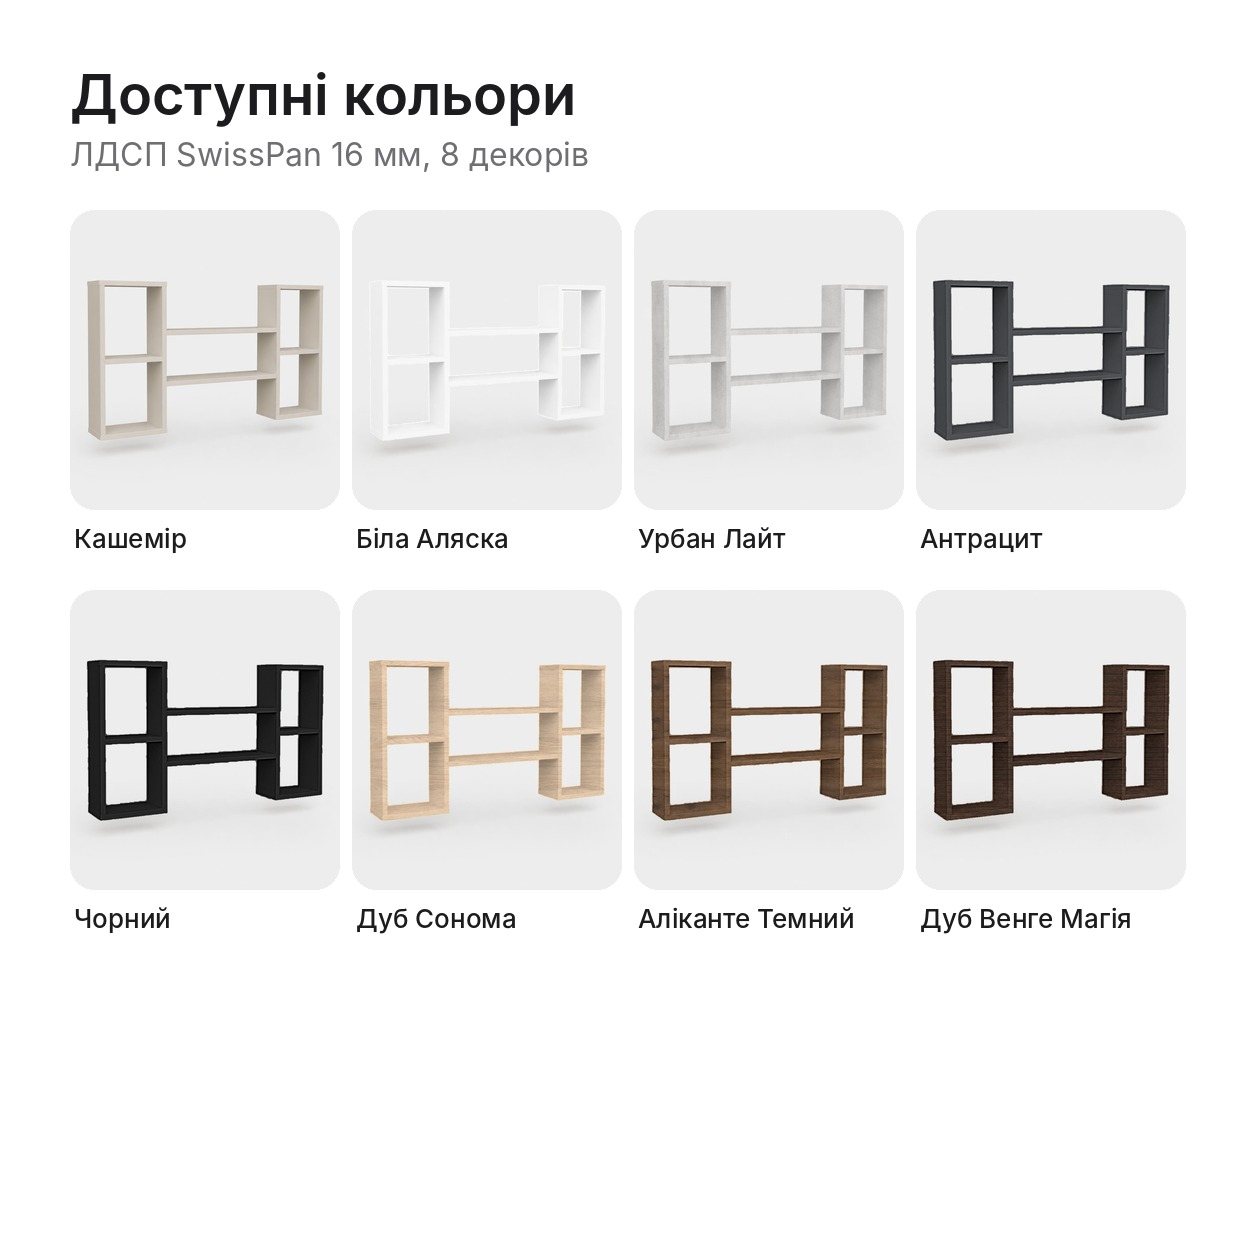 Доступні кольори
ЛДСП SwissPan 16 мм, 8 декорів
Кашемір
Біла Аляска
Урбан Лайт
Антрацит
Чорний
Дуб Сонома
Аліканте Темний
Дуб Венге Магія